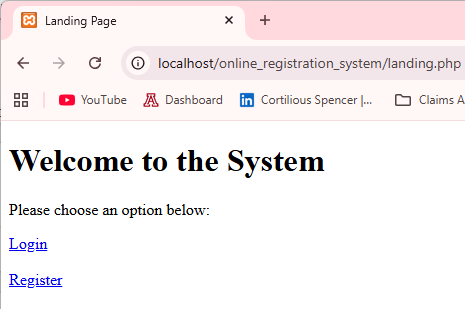 Landing Page
localhost/online_registration_system/landing.php
YouTube Dashboard Cortilious Spencer |... Claims A
Welcome to the System
Please choose an option below:
Login
Register